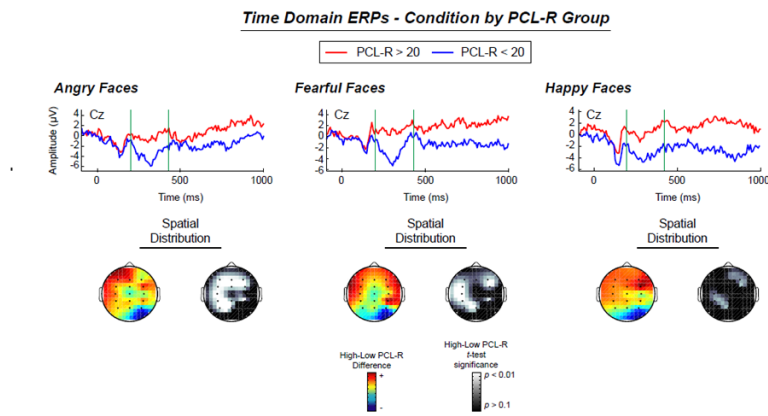 Time Domain ERPs - Condition by PCL-R Group
PCL-R > 20 PCL-R < 20
Angry Faces Fearful Faces Happy Faces
Amplitude (µV)
4
2
0
-2
-4
-6
Cz
0 500 1000
Time (ms)
4
2
0
-2
-4
-6
Cz
0 500 1000
Time (ms)
4
2
0
-2
-4
-6
Cz
0 500 1000
Time (ms)
Spatial
Distribution
Spatial
Distribution
Spatial
Distribution
High-Low PCL-R
Difference
+
-
High-Low PCL-R
t-test
significance
p < 0.01
p > 0.1